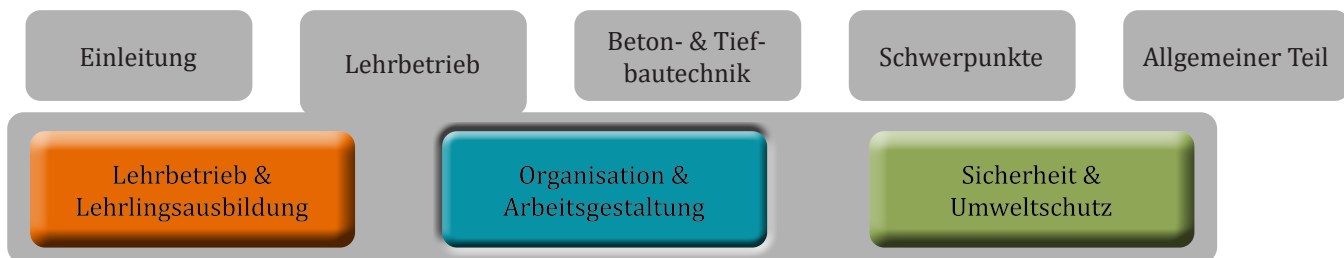 Einleitung
Lehrbetrieb
Beton- & Tief-
bautechnik
Schwerpunkte
Allgemeiner Teil
Lehrbetrieb &
Lehrlingsausbildung
Organisation &
Arbeitsgestaltung
Sicherheit &
Umweltschutz